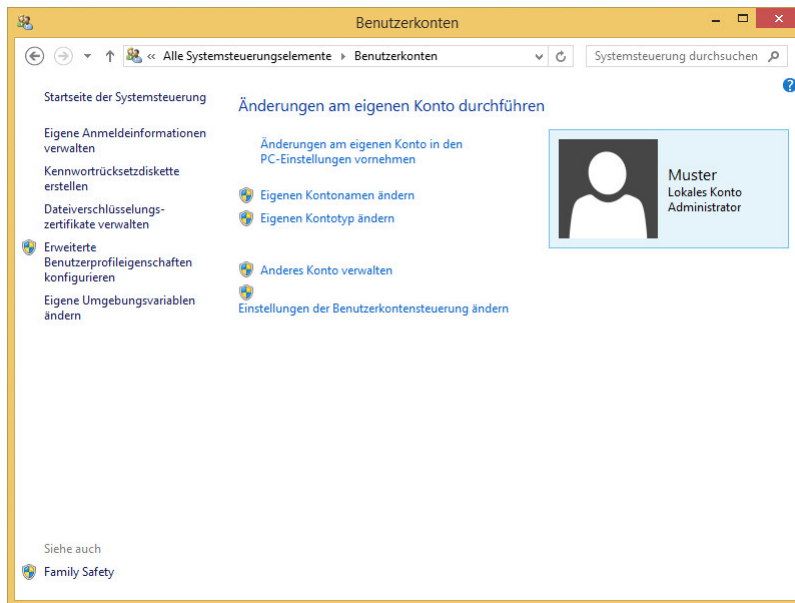 Benutzerkonten
« Alle Systemsteuerungselemente Benutzerkonten
Systemsteuerung durchsuchen
?
Startseite der Systemsteuerung
Eigene Anmeldeinformationen
verwalten
Kennwortrücksetzdiskette
erstellen
Dateiverschlüsselungs-
zertifikate verwalten
Erweiterte
Benutzerprofileigenschaften
konfigurieren
Eigene Umgebungsvariablen
ändern
Änderungen am eigenen Konto durchführen
Änderungen am eigenen Konto in den
PC-Einstellungen vornehmen
Eigenen Kontonamen ändern
Eigenen Kontotyp ändern
Anderes Konto verwalten
Einstellungen der Benutzerkontensteuerung ändern
Muster
Lokales Konto
Administrator
Siehe auch
Family Safety